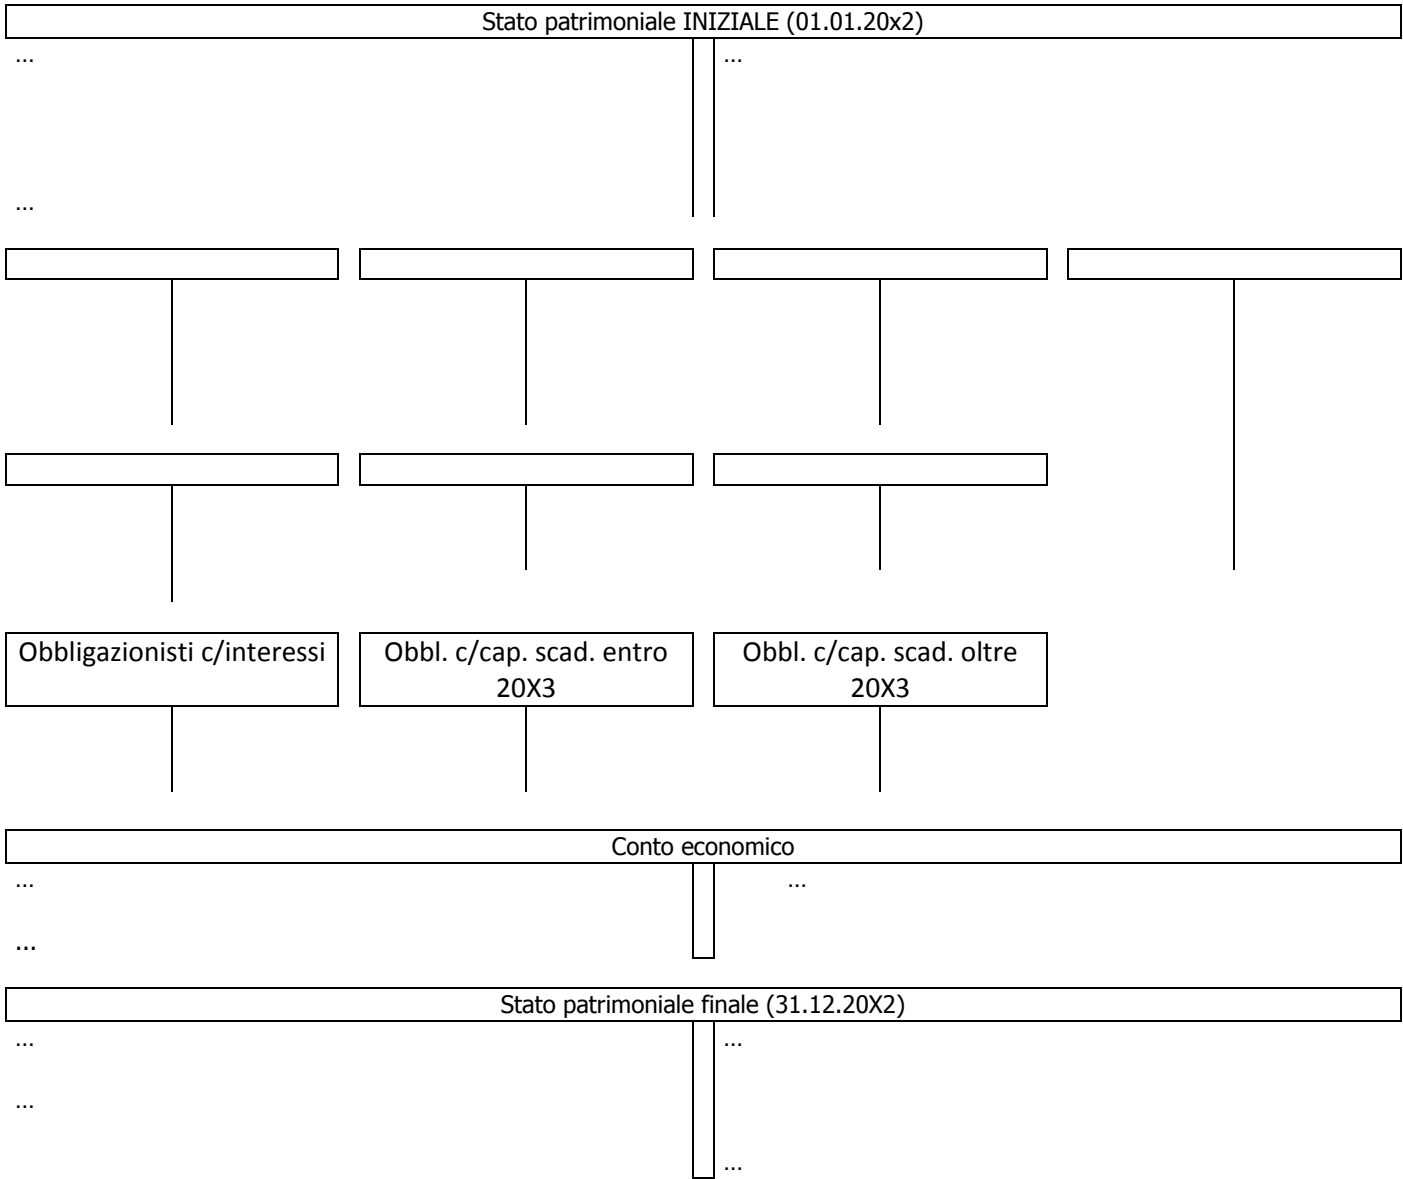 Stato patrimoniale INIZIALE (01.01.20x2)
... ...
...
Obbligazionisti c/interessi
Obbl. c/cap. scad. entro
20X3
Obbl. c/cap. scad. oltre
20X3
Conto economico
... ...
...
Stato patrimoniale finale (31.12.20X2)
... ...
...
...